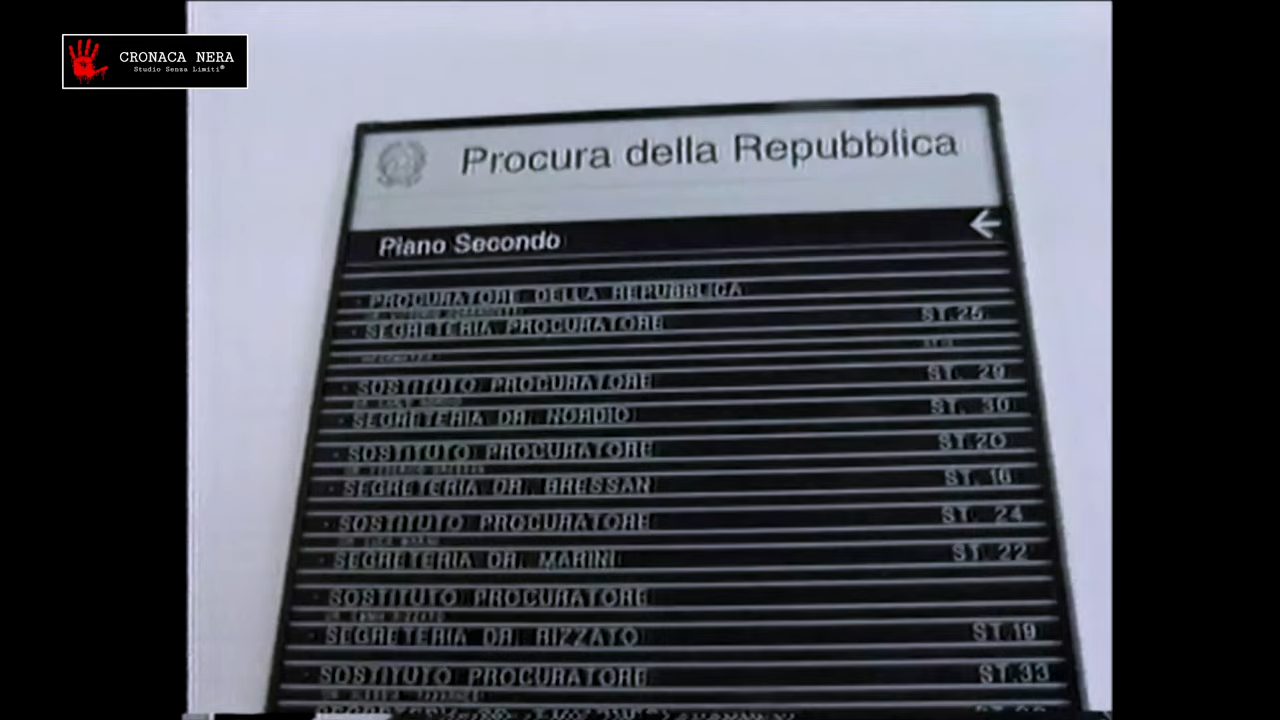 CRONACA NERA
Studio Senza Limiti®
Procura della Repubblica
Piano Secondo
PROCURATORE DELLA REPUBBLICA
SEGRETERIA PROCURATORE ST.25
SOSTITUTO PROCURATORE ST. 29
SEGRETERIA DR. NORDIO ST. 30
SOSTITUTO PROCURATORE ST.20
SEGRETERIA DR. BRESSAN ST. 16
SOSTITUTO PROCURATORE ST. 24
SEGRETERIA DR. MARINI ST. 22
SOSTITUTO PROCURATORE
SEGRETERIA DR. RIZZATO ST.19
SOSTITUTO PROCURATORE ST.33